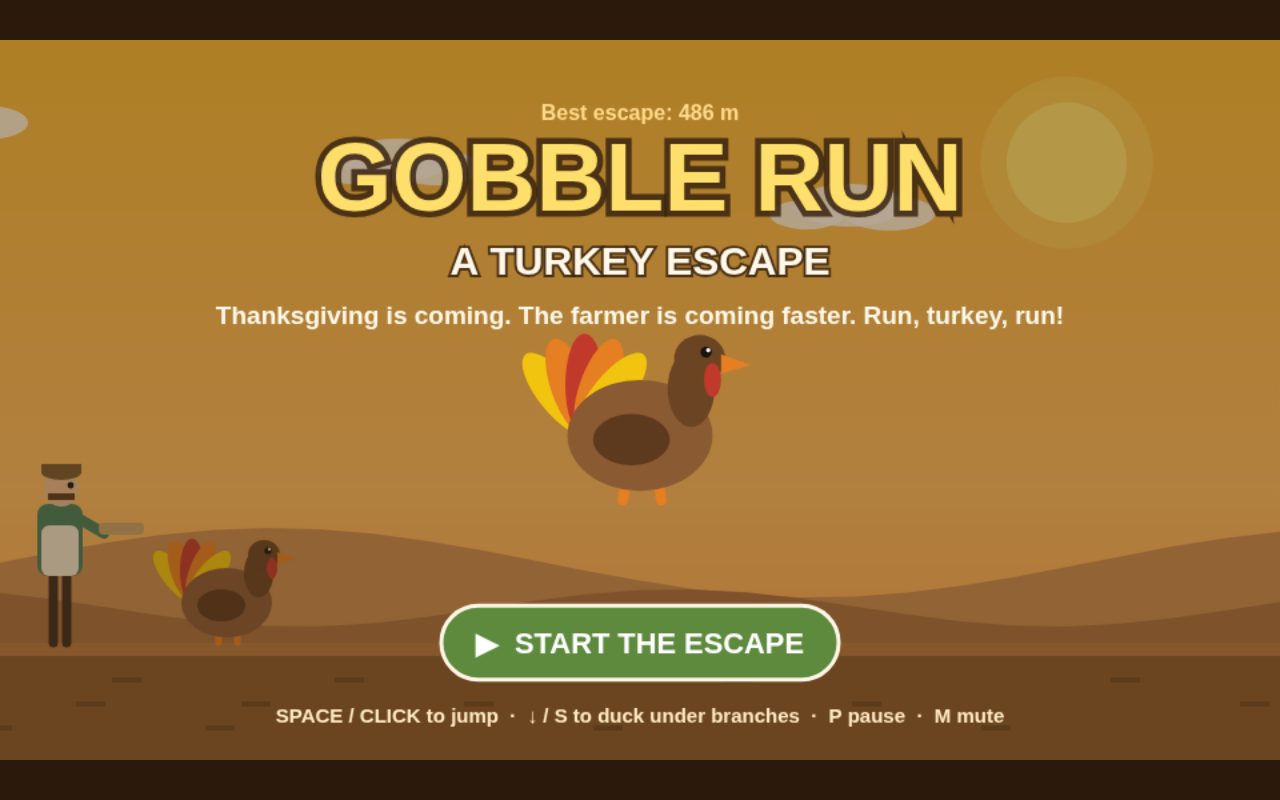 Best escape: 486 m
GOBBLE RUN
A TURKEY ESCAPE
Thanksgiving is coming. The farmer is coming faster. Run, turkey, run!
▶ START THE ESCAPE
SPACE / CLICK to jump · ↓ / S to duck under branches · P pause · M mute